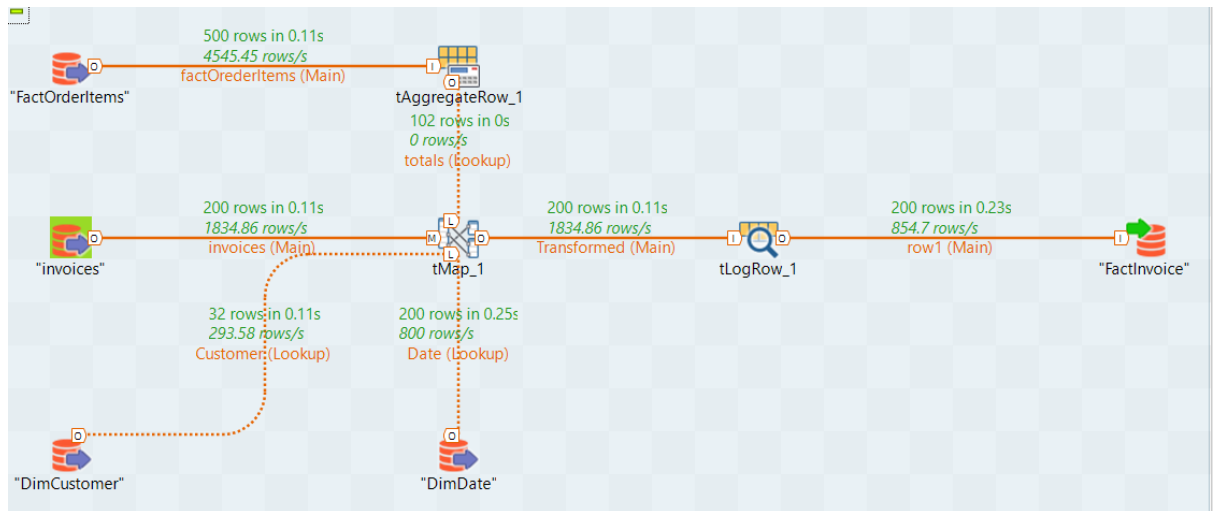 500 rows in 0.11s
4545.45 rows/s
factOrederItems (Main)
O
I
O
"FactOrderItems"
tAggregateRow_1
102 rows in 0s
0 rows/s
totals (Lookup)
200 rows in 0.11s
1834.86 rows/s
invoices (Main)
200 rows in 0.11s
1834.86 rows/s
Transformed (Main)
200 rows in 0.23s
854.7 rows/s
row1 (Main)
O
L
M
O
L
I
O
I
"invoices"
tMap_1
tLogRow_1
"FactInvoice"
32 rows in 0.11s
293.58 rows/s
Customer (Lookup)
200 rows in 0.25s
800 rows/s
Date (Lookup)
O
O
"DimCustomer"
"DimDate"